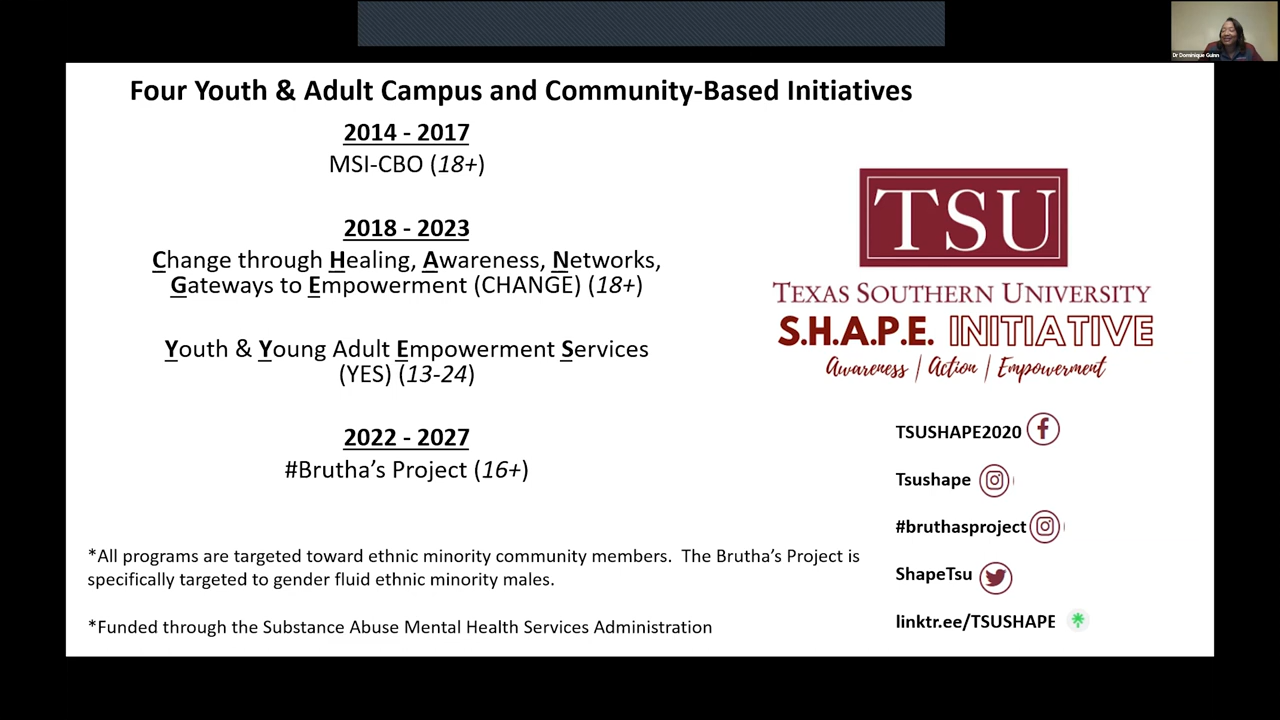 Dr Dominique Guinn
Four Youth & Adult Campus and Community-Based Initiatives
2014 - 2017
MSI-CBO (18+)
2018 - 2023
Change through Healing, Awareness, Networks,
Gateways to Empowerment (CHANGE) (18+)
Youth & Young Adult Empowerment Services
(YES) (13-24)
2022 - 2027
#Brutha's Project (16+)
*All programs are targeted toward ethnic minority community members.  The Brutha's Project is
specifically targeted to gender fluid ethnic minority males.
*Funded through the Substance Abuse Mental Health Services Administration
TSU
TEXAS SOUTHERN UNIVERSITY
S.H.A.P.E. INITIATIVE
Awareness | Action | Empowerment
TSUSHAPE2020
Tsushape
#bruthasproject
ShapeTsu
linktr.ee/TSUSHAPE